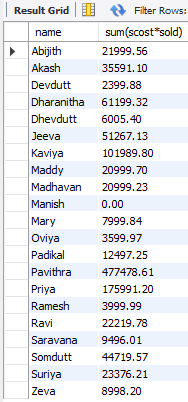 Result Grid Filter Rows:
name sum(scost*sold)
Abijith 21999.56
Akash 35591.10
Devdutt 2399.88
Dharanitha 61199.32
Dhevdutt 6005.40
Jeeva 51267.13
Kaviya 101989.80
Maddy 20999.70
Madhavan 20999.23
Manish 0.00
Mary 7999.84
Oviya 3599.97
Padikal 12497.25
Pavithra 477478.61
Priya 175991.20
Ramesh 3999.99
Ravi 22219.78
Saravana 9496.01
Somdutt 44719.57
Suriya 23376.21
Zeva 8998.20